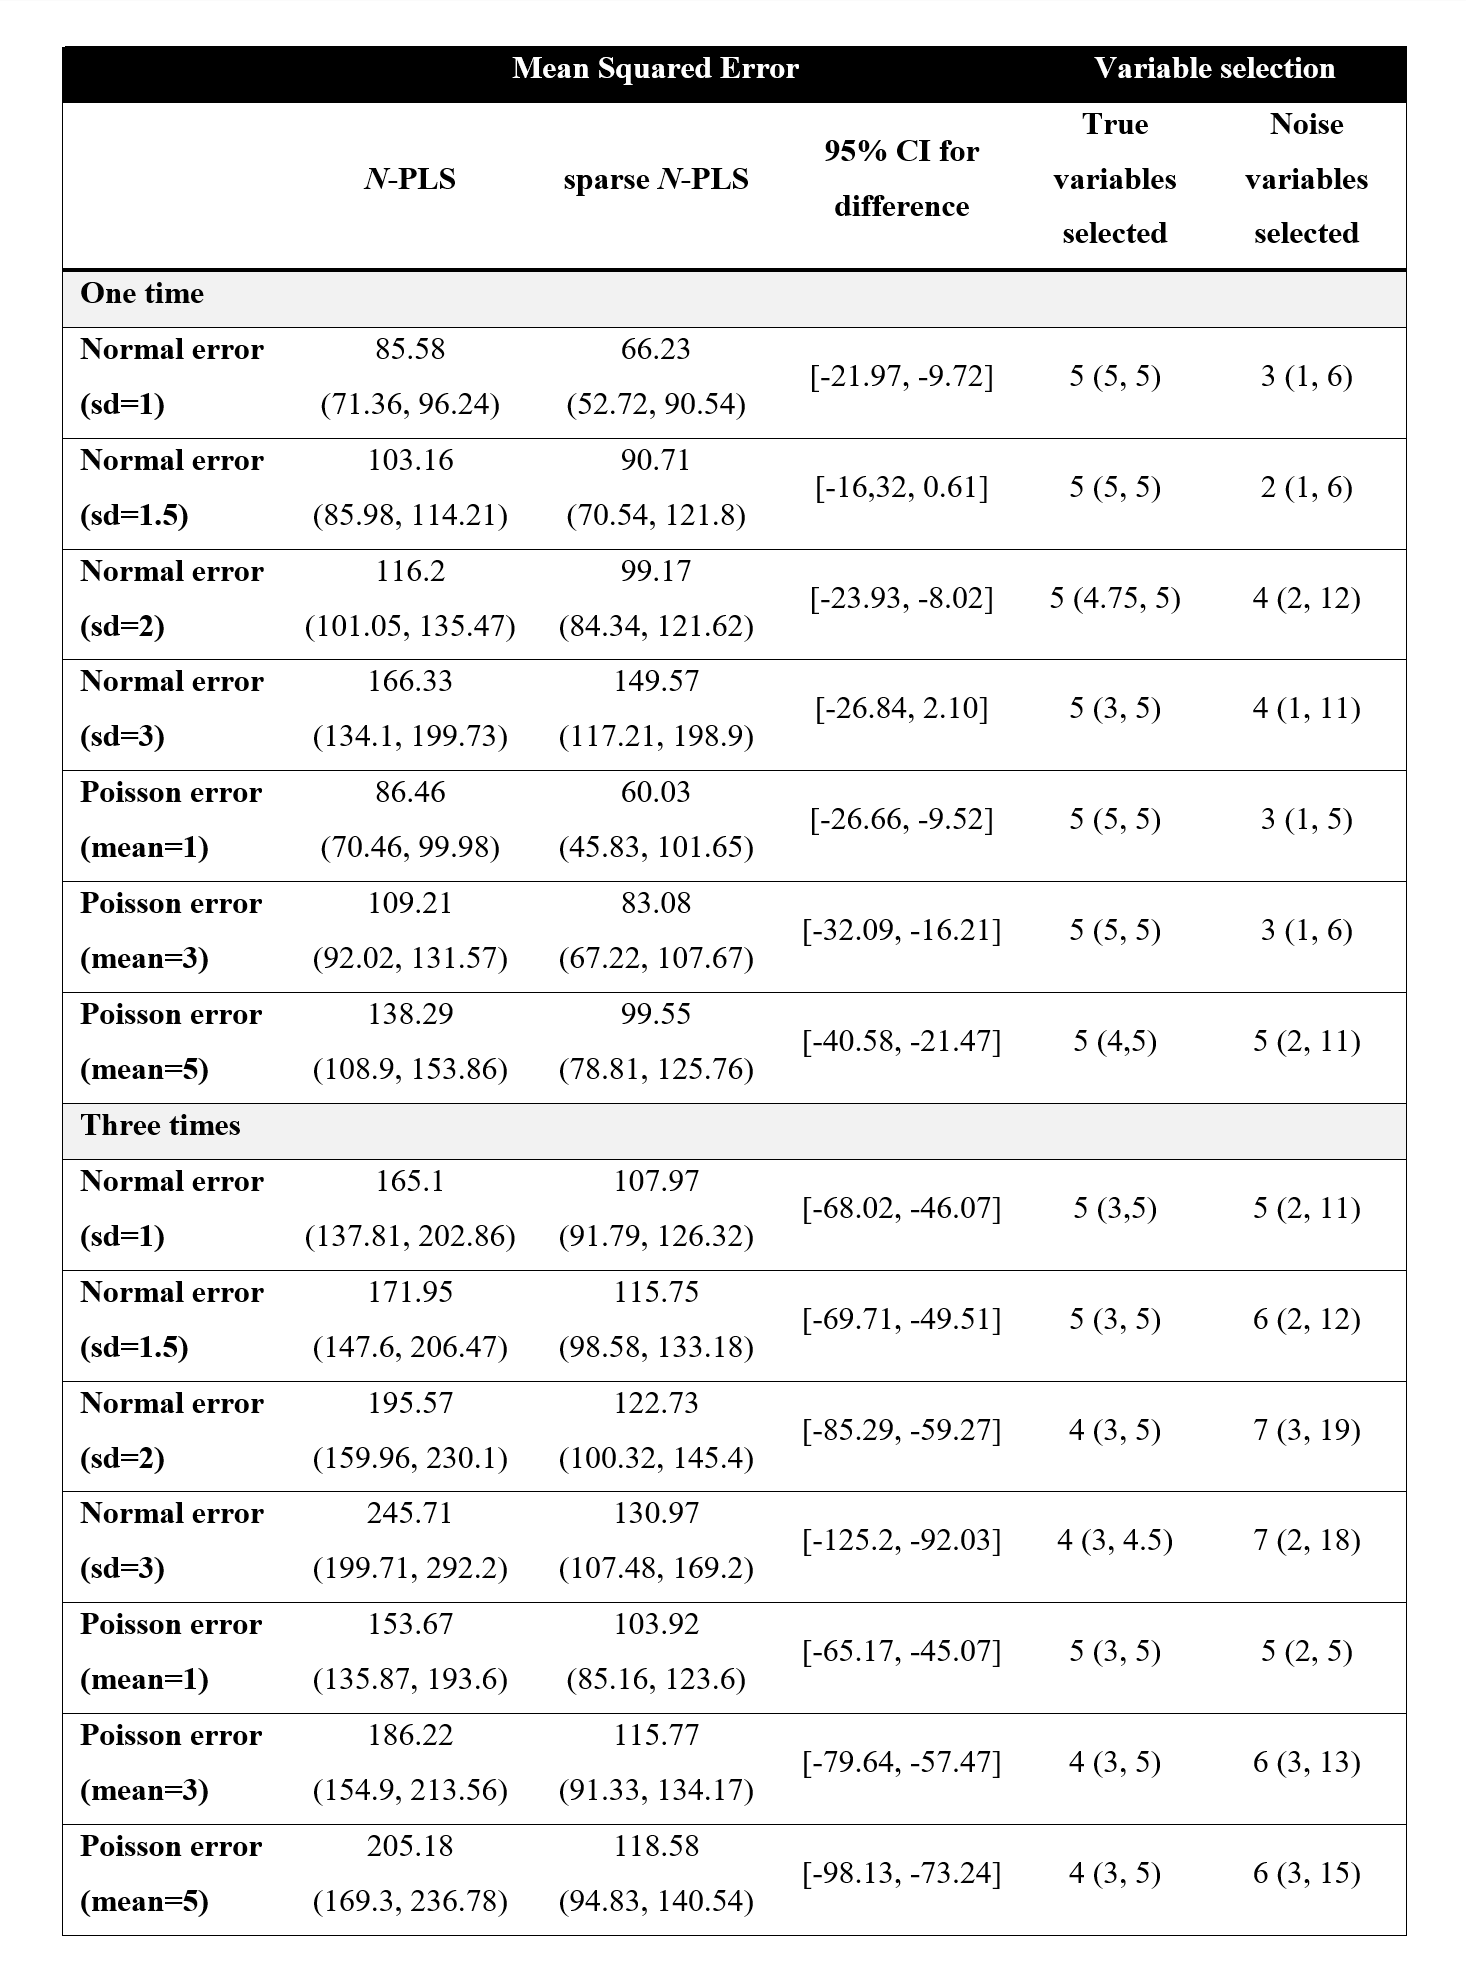 Mean Squared Error Variable selection
N-PLS sparse N-PLS 95% CI for difference True variables selected Noise variables selected
One time
Normal error (sd=1) 85.58 (71.36, 96.24) 66.23 (52.72, 90.54) [-21.97, -9.72] 5 (5, 5) 3 (1, 6)
Normal error (sd=1.5) 103.16 (85.98, 114.21) 90.71 (70.54, 121.8) [-16,32, 0.61] 5 (5, 5) 2 (1, 6)
Normal error (sd=2) 116.2 (101.05, 135.47) 99.17 (84.34, 121.62) [-23.93, -8.02] 5 (4.75, 5) 4 (2, 12)
Normal error (sd=3) 166.33 (134.1, 199.73) 149.57 (117.21, 198.9) [-26.84, 2.10] 5 (3, 5) 4 (1, 11)
Poisson error (mean=1) 86.46 (70.46, 99.98) 60.03 (45.83, 101.65) [-26.66, -9.52] 5 (5, 5) 3 (1, 5)
Poisson error (mean=3) 109.21 (92.02, 131.57) 83.08 (67.22, 107.67) [-32.09, -16.21] 5 (5, 5) 3 (1, 6)
Poisson error (mean=5) 138.29 (108.9, 153.86) 99.55 (78.81, 125.76) [-40.58, -21.47] 5 (4,5) 5 (2, 11)
Three times
Normal error (sd=1) 165.1 (137.81, 202.86) 107.97 (91.79, 126.32) [-68.02, -46.07] 5 (3,5) 5 (2, 11)
Normal error (sd=1.5) 171.95 (147.6, 206.47) 115.75 (98.58, 133.18) [-69.71, -49.51] 5 (3, 5) 6 (2, 12)
Normal error (sd=2) 195.57 (159.96, 230.1) 122.73 (100.32, 145.4) [-85.29, -59.27] 4 (3, 5) 7 (3, 19)
Normal error (sd=3) 245.71 (199.71, 292.2) 130.97 (107.48, 169.2) [-125.2, -92.03] 4 (3, 4.5) 7 (2, 18)
Poisson error (mean=1) 153.67 (135.87, 193.6) 103.92 (85.16, 123.6) [-65.17, -45.07] 5 (3, 5) 5 (2, 5)
Poisson error (mean=3) 186.22 (154.9, 213.56) 115.77 (91.33, 134.17) [-79.64, -57.47] 4 (3, 5) 6 (3, 13)
Poisson error (mean=5) 205.18 (169.3, 236.78) 118.58 (94.83, 140.54) [-98.13, -73.24] 4 (3, 5) 6 (3, 15)